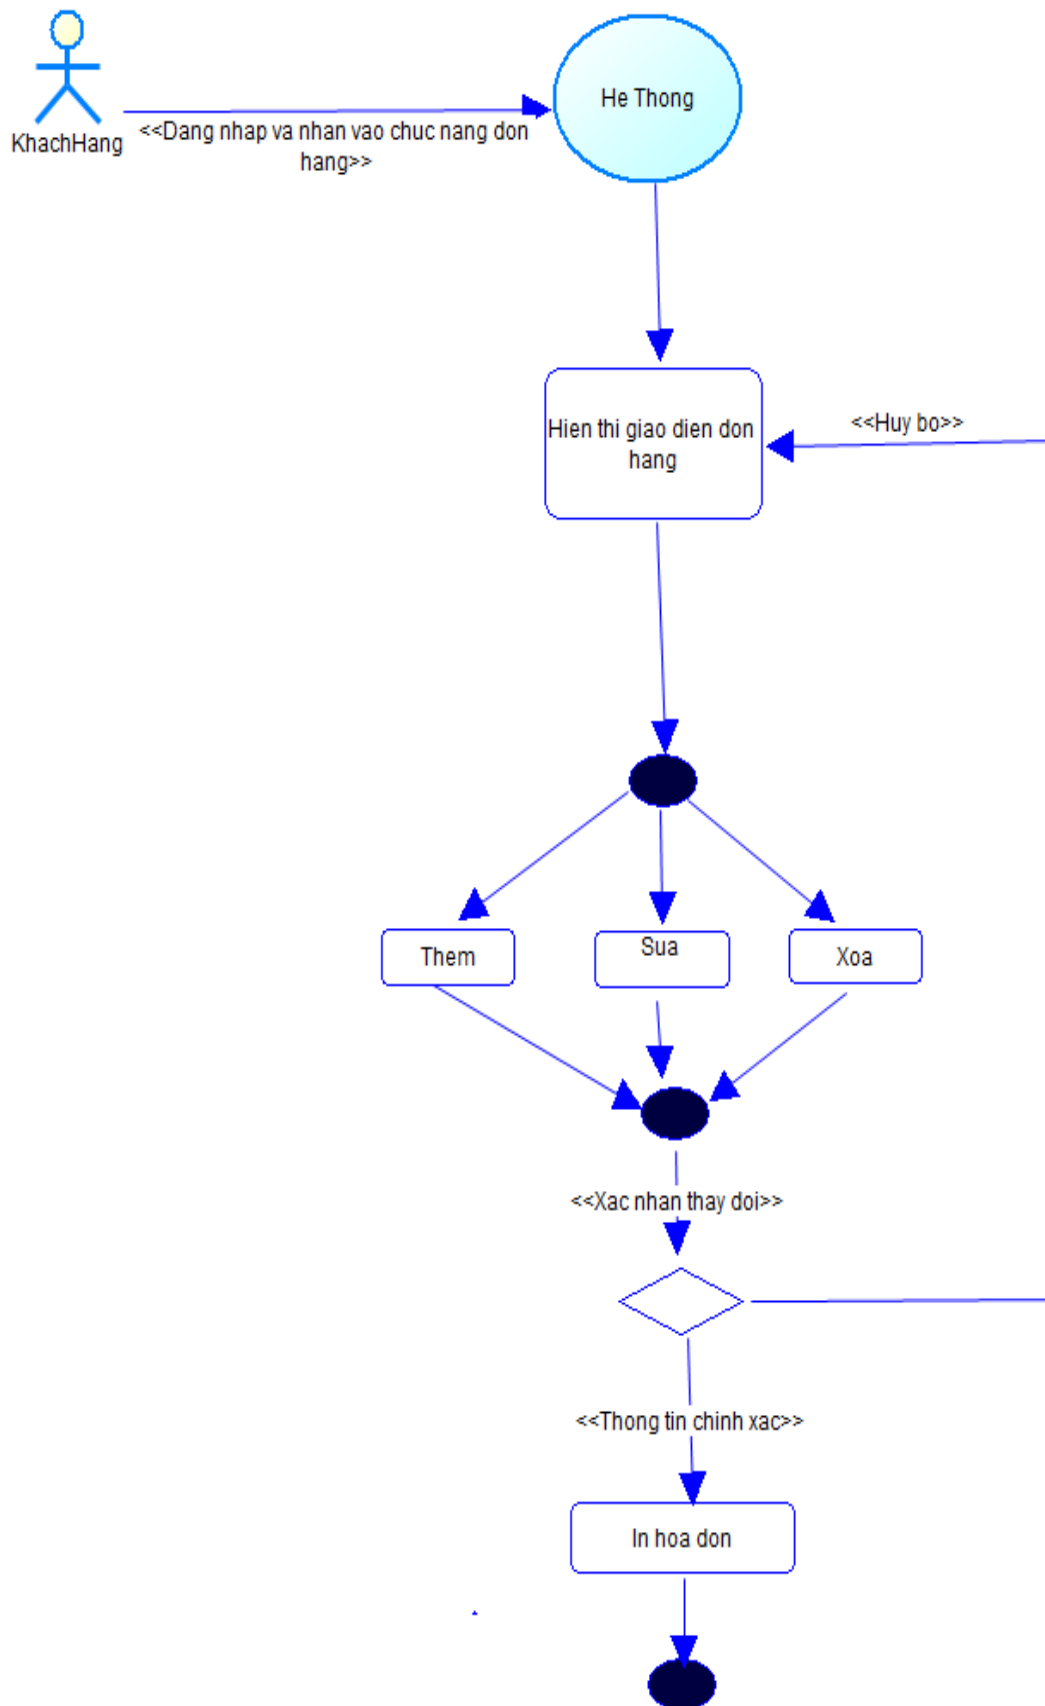 He Thong
KhachHang
<<Dang nhap va nhan vao chuc nang don
hang>>
Hien thi giao dien don
hang
<<Huy bo>>
Them
Sua
Xoa
<<Xac nhan thay doi>>
<<Thong tin chinh xac>>
In hoa don